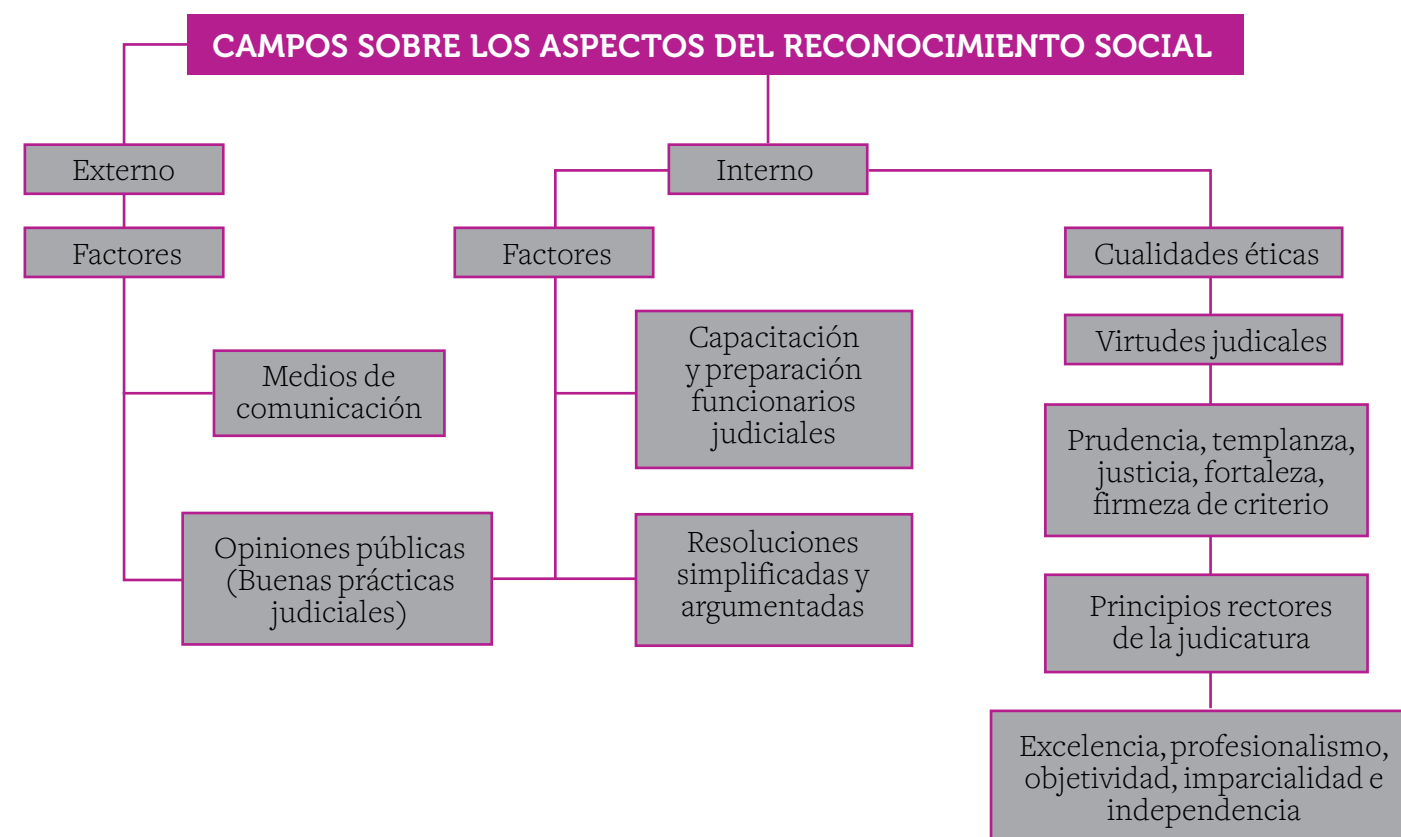 CAMPOS SOBRE LOS ASPECTOS DEL RECONOCIMIENTO SOCIAL
Externo
Interno
Factores
Factores
Cualidades éticas
Medios de
comunicación
Capacitación
y preparación
funcionarios
judiciales
Virtudes judicales
Prudencia, templanza,
justicia, fortaleza,
firmeza de criterio
Opiniones públicas
(Buenas prácticas
judiciales)
Resoluciones
simplificadas y
argumentadas
Principios rectores
de la judicatura
Excelencia, profesionalismo,
objetividad, imparcialidad e
independencia